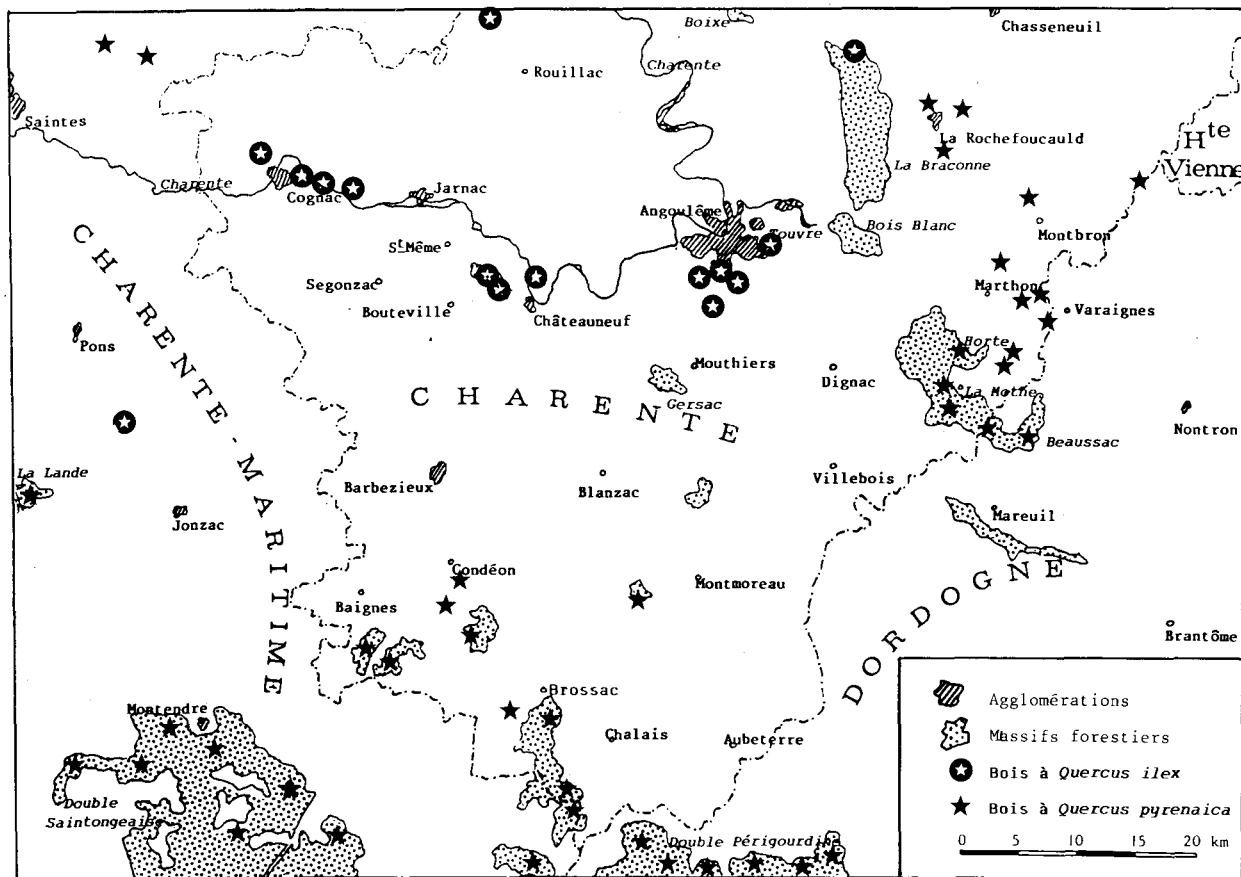 Boixe
Chasseneuil
Rouillac
Charente
Saintes
La Rochefoucauld
Hte
Vienne
La Braconne
Charente
Cognac
Jarnac
Angoulême
Touvre
Bois Blanc
Montbron
St Même
Segonzac
Marthon
Bouteville
Châteauneuf
Varaignes
Pons
Horte
Mouthiers
Dignac
La Mothe
CHARENTE
Gersac
Nontron
Beaussac
CHARENTE-MARITIME
La Lande
Barbezieux
Blanzac
Villebois
Jonzac
Mareuil
Condéon
Montmoreau
DORDOGNE
Baignes
Brantôme
Brossac
Montendre
Chalais
Aubeterre
Double
Saintongeaise
Double Périgourdine
Agglomérations
Massifs forestiers
Bois à Quercus ilex
Bois à Quercus pyrenaica
0 5 10 15 20 km